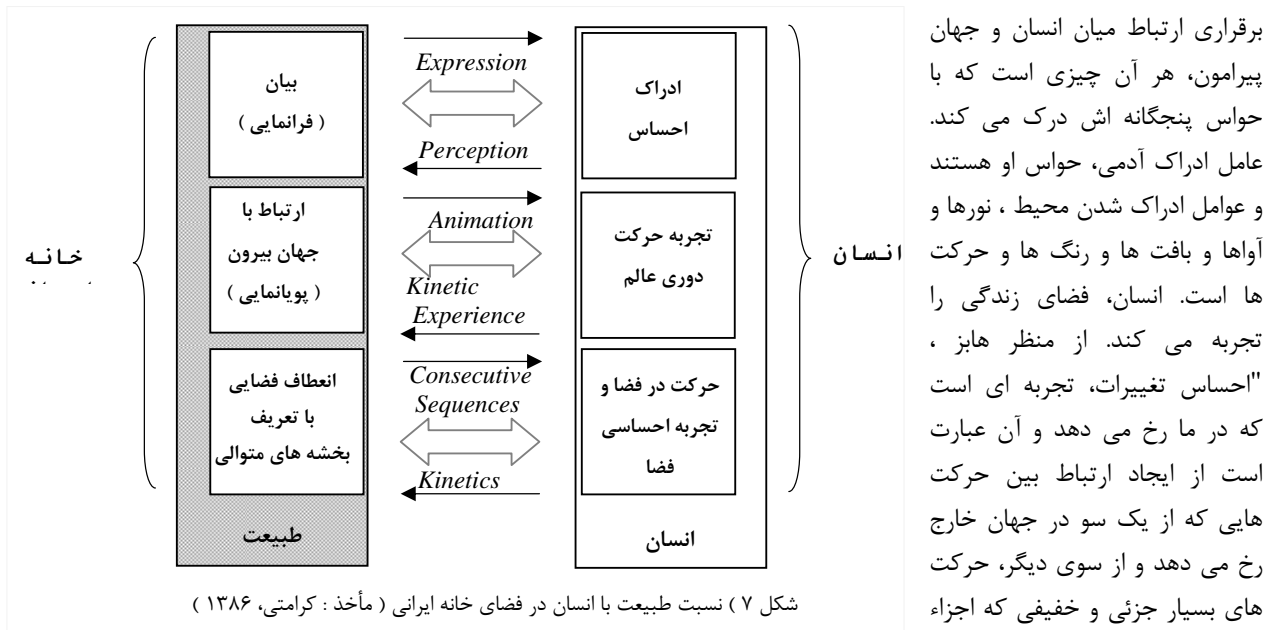 برقراری ارتباط میان انسان و جهان
پیرامون، هر آن چیزی است که با
حواس پنجگانه اش درک می کند.
عامل ادراک آدمی، حواس او هستند
و عوامل ادراک شدن محیط ، نورها و
آواها و بافت ها و رنگ ها و حرکت
ها است. انسان، فضای زندگی را
تجربه می کند. از منظر هابز ،
"احساس تغییرات، تجربه ای است
که در ما رخ می دهد و آن عبارت
است از ایجاد ارتباط بین حرکت
هایی که از یک سو در جهان خارج
رخ می دهد و از سوی دیگر، حرکت
های بسیار جزئی و خفیفی که اجزاء
انسان
ادراک
احساس
تجربه حرکت
دوری عالم
حرکت در فضا و
تجربه احساسی
فضا
انسان
Expression
Perception
Animation
Kinetic
Experience
Consecutive
Sequences
Kinetics
بیان
( فرانمایی )
ارتباط با
جهان بیرون
( پویانمایی )
انعطاف فضایی
با تعریف
بخشه های متوالی
طبیعت
خانه
شکل ۷ ) نسبت طبیعت با انسان در فضای خانه ایرانی ( مأخذ : کرامتی، ۱۳۸۶ )